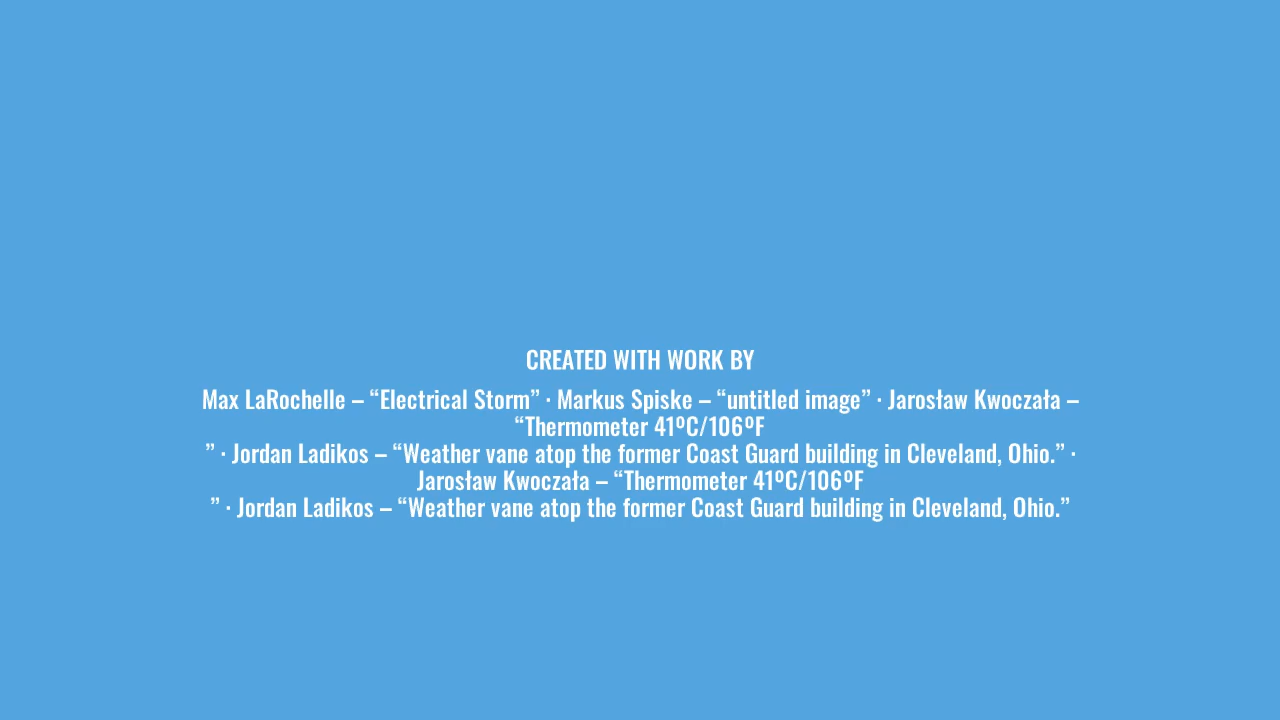 CREATED WITH WORK BY
Max LaRochelle – “Electrical Storm” · Markus Spiske – “untitled image” · Jarosław Kwoczała –
“Thermometer 41ºC/106ºF
” · Jordan Ladikos – “Weather vane atop the former Coast Guard building in Cleveland, Ohio.” ·
Jarosław Kwoczała – “Thermometer 41ºC/106ºF
” · Jordan Ladikos – “Weather vane atop the former Coast Guard building in Cleveland, Ohio.”